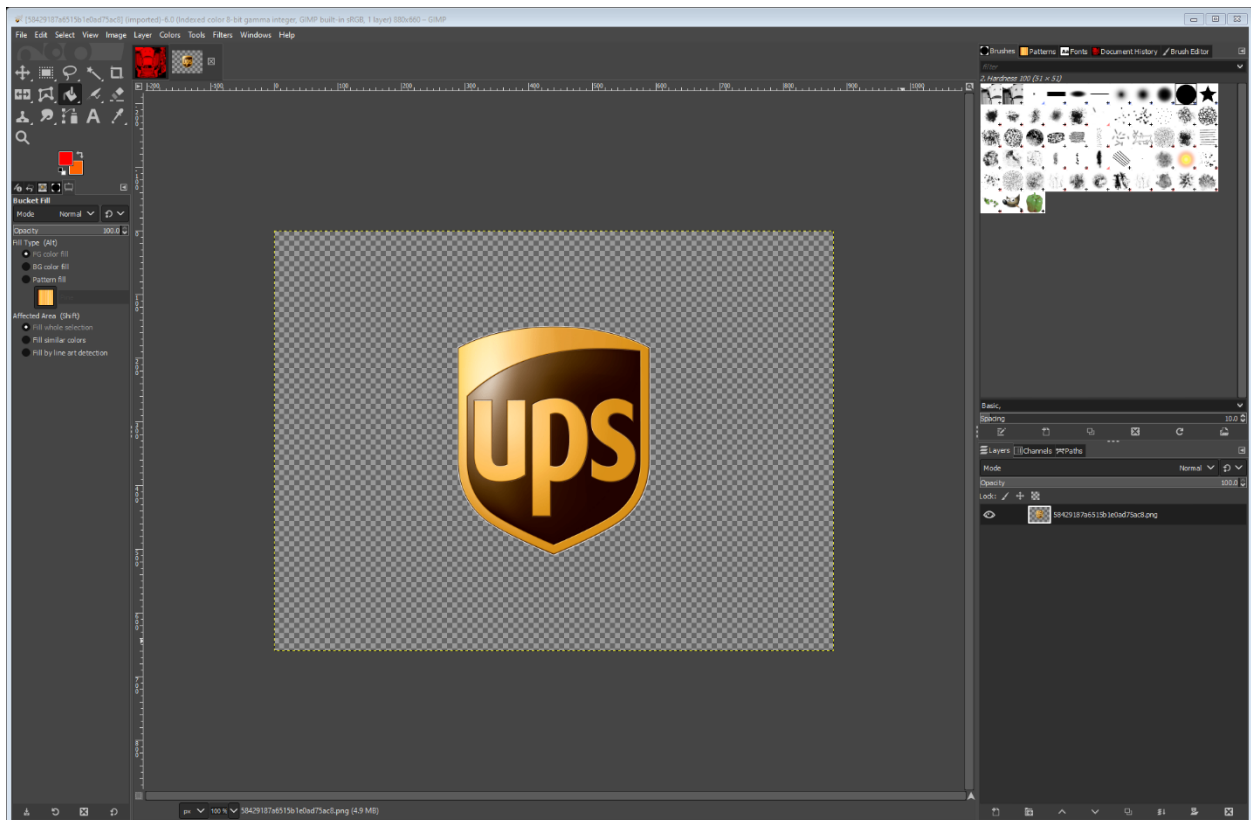 [58429187a6515b1e0ad75ac8] (imported)-6.0 (Indexed color 8-bit gamma integer, GIMP built-in sRGB, 1 layer) 880x660 – GIMP
File Edit Select View Image Layer Colors Tools Filters Windows Help
Bucket Fill
Mode Normal
Opacity 100.0
Fill Type (Alt)
FG color fill
BG color fill
Pattern fill
Affected Area (Shift)
Fill whole selection
Fill similar colors
Fill by line art detection
ups
px 100 % 58429187a6515b1e0ad75ac8.png (4.9 MB)
Brushes Patterns Fonts Document History Brush Editor
filter
2. Hardness 100 (51 × 51)
Basic,
Spacing 10.0
Layers Channels Paths
Mode Normal
Opacity 100.0
Lock:
58429187a6515b1e0ad75ac8.png